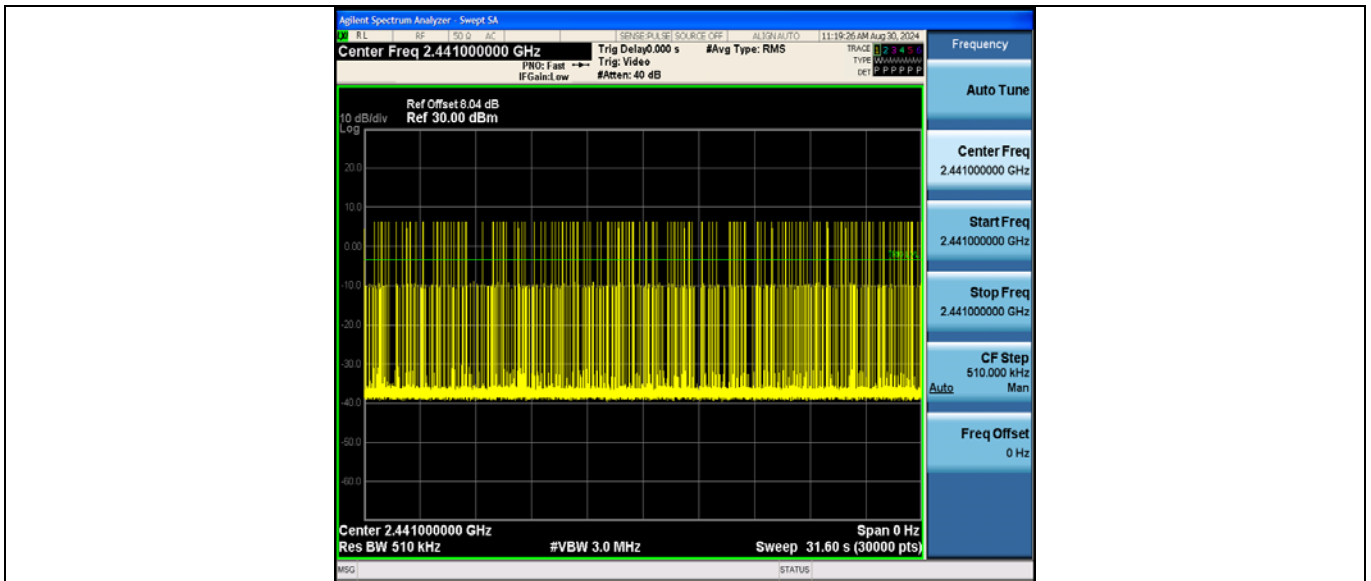 Agilent Spectrum Analyzer - Swept SA
RL RF 50 Ω AC SENSE:PULSE SOURCE OFF ALIGN AUTO 11:19:26 AM Aug 30, 2024
Center Freq 2.441000000 GHz
Trig Delay0.000 s #Avg Type: RMS
TRACE 1 2 3 4 5 6
PNO: Fast
Trig: Video
TYPE WWWWWW
IFGain:Low
#Atten: 40 dB
DET P P P P P P
Ref Offset 8.04 dB
10 dB/div Ref 30.00 dBm
Log
20.0
10.0
0.00
-10.0
-20.0
-30.0
-40.0
-50.0
-60.0
Center 2.441000000 GHz Span 0 Hz
Res BW 510 kHz #VBW 3.0 MHz Sweep 31.60 s (30000 pts)
MSG STATUS
Frequency
Auto Tune
Center Freq
2.441000000 GHz
Start Freq
2.441000000 GHz
Stop Freq
2.441000000 GHz
CF Step
510.000 kHz
Auto Man
Freq Offset
0 Hz